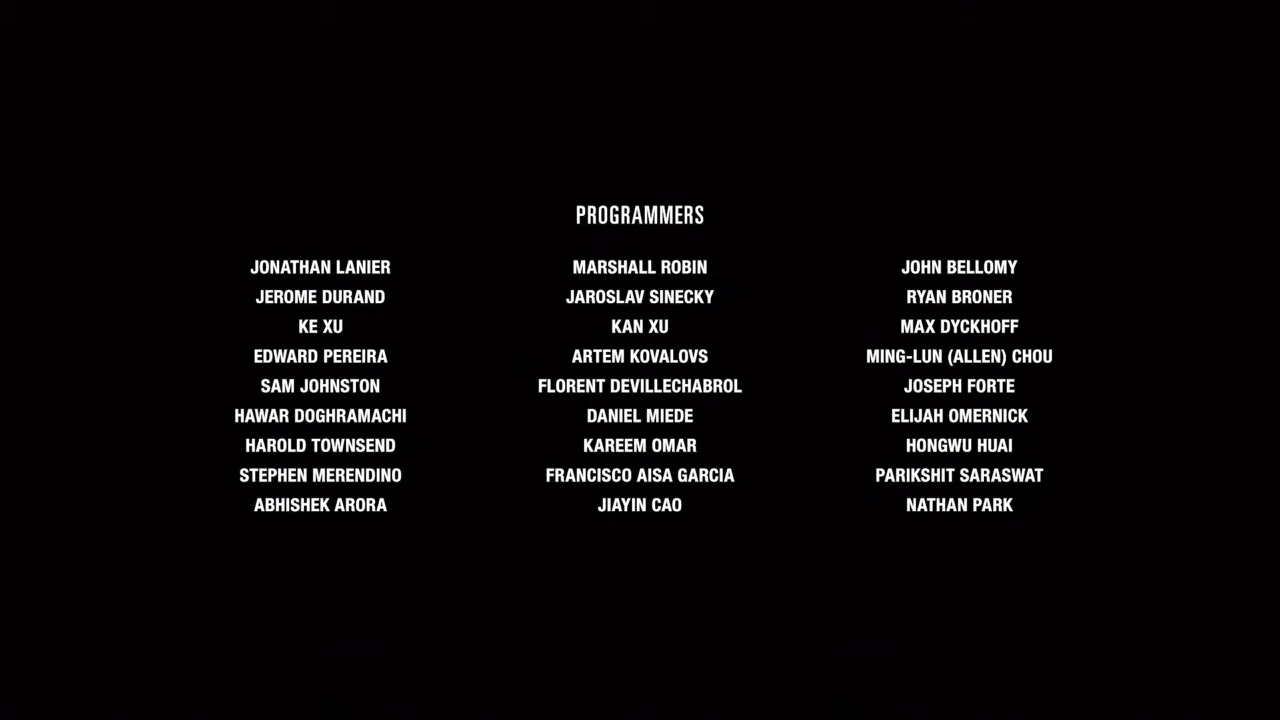 PROGRAMMERS
JONATHAN LANIER MARSHALL ROBIN JOHN BELLOMY
JEROME DURAND JAROSLAV SINECKY RYAN BRONER
KE XU KAN XU MAX DYCKHOFF
EDWARD PEREIRA ARTEM KOVALOVS MING-LUN (ALLEN) CHOU
SAM JOHNSTON FLORENT DEVILLECHABROL JOSEPH FORTE
HAWAR DOGHRAMACHI DANIEL MIEDE ELIJAH OMERNICK
HAROLD TOWNSEND KAREEM OMAR HONGWU HUAI
STEPHEN MERENDINO FRANCISCO AISA GARCIA PARIKSHIT SARASWAT
ABHISHEK ARORA JIAYIN CAO NATHAN PARK